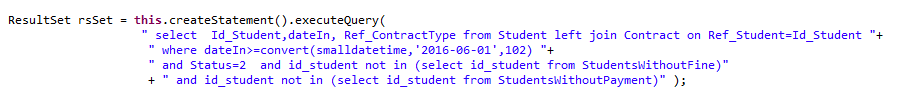 ResultSet rsSet = this.createStatement().executeQuery(
" select  Id_Student,dateIn, Ref_ContractType from Student left join Contract on Ref_Student=Id_Student "+
" where dateIn>=convert(smalldatetime,'2016-06-01',102) "+
" and Status=2  and id_student not in (select id_student from StudentsWithoutFine)"
+ " and id_student not in (select id_student from StudentsWithoutPayment)" );